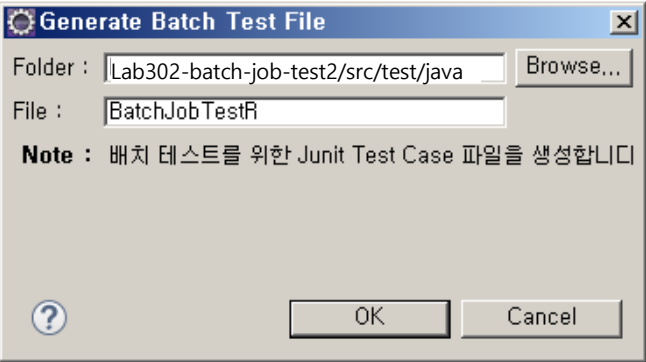 Generate Batch Test File
Folder : Lab302-batch-job-test2/src/test/java Browse...
File : BatchJobTestR
Note : 배치 테스트를 위한 Junit Test Case 파일을 생성합니디
? OK Cancel